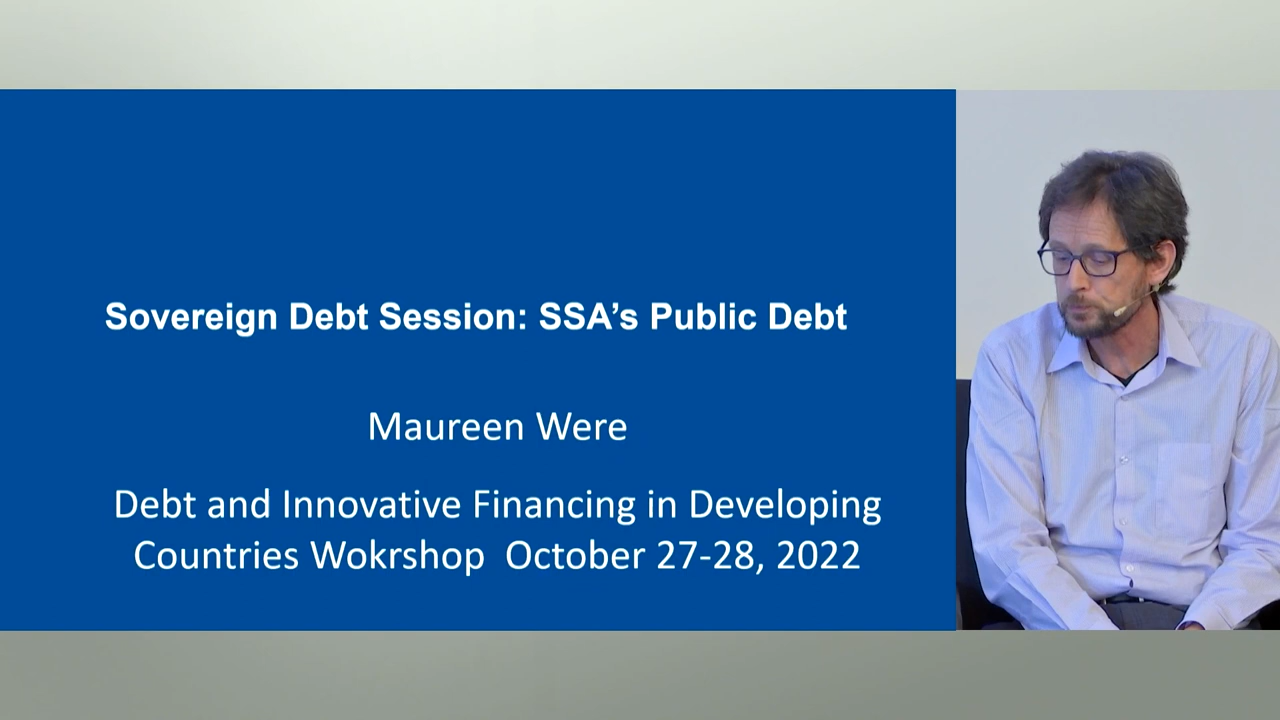 Sovereign Debt Session: SSA’s Public Debt
Maureen Were
Debt and Innovative Financing in Developing
Countries Wokrshop  October 27-28, 2022